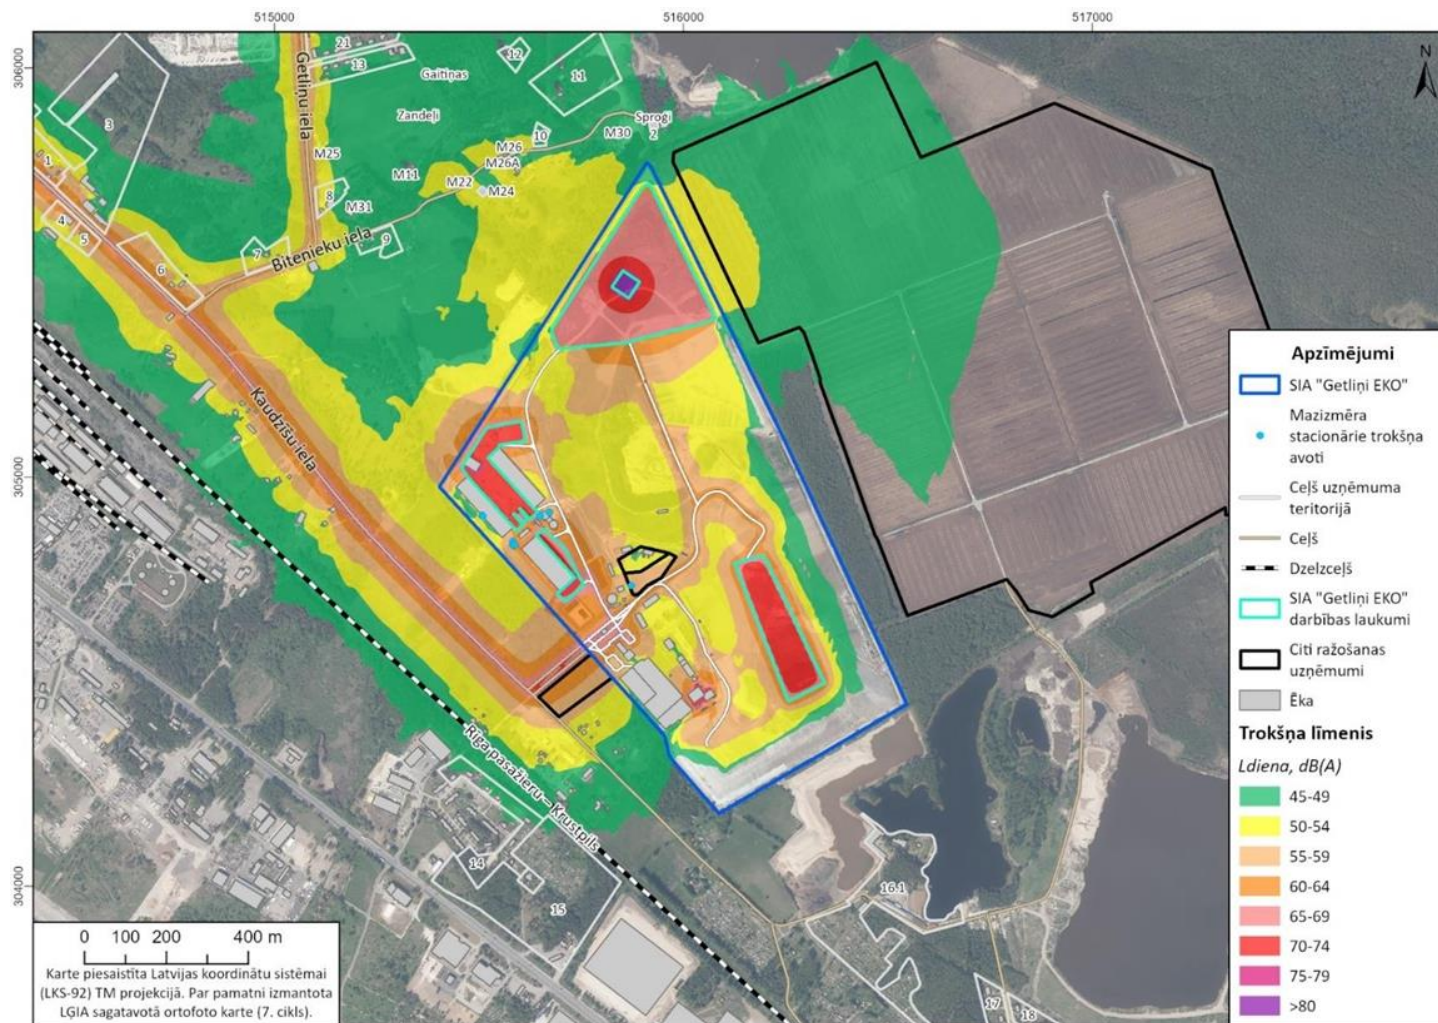 515000
516000
517000
306000
305000
304000
N
21
13
12
11
Gaitiņas
Getliņu iela
Zandeļi
3
10
M30
Sprogi
2
M26
M25
M26A
1
M11
M22
M24
8
M31
4
5
9
7
Bitenieku iela
6
Kaudzīšu iela
Rīga pasažieru – Krustpils
14
15
16.1
17
18
Apzīmējumi
SIA "Getliņi EKO"
Mazizmēra
stacionārie trokšņa
avoti
Ceļš uzņēmuma
teritorijā
Ceļš
Dzelzceļš
SIA "Getliņi EKO"
darbības laukumi
Citi ražošanas
uzņēmumi
Ēka
Trokšņa līmenis
Ldiena, dB(A)
45-49
50-54
55-59
60-64
65-69
70-74
75-79
>80
0 100 200 400 m
Karte piesaistīta Latvijas koordinātu sistēmai
(LKS-92) TM projekcijā. Par pamatni izmantota
LĢIA sagatavotā ortofoto karte (7. cikls).